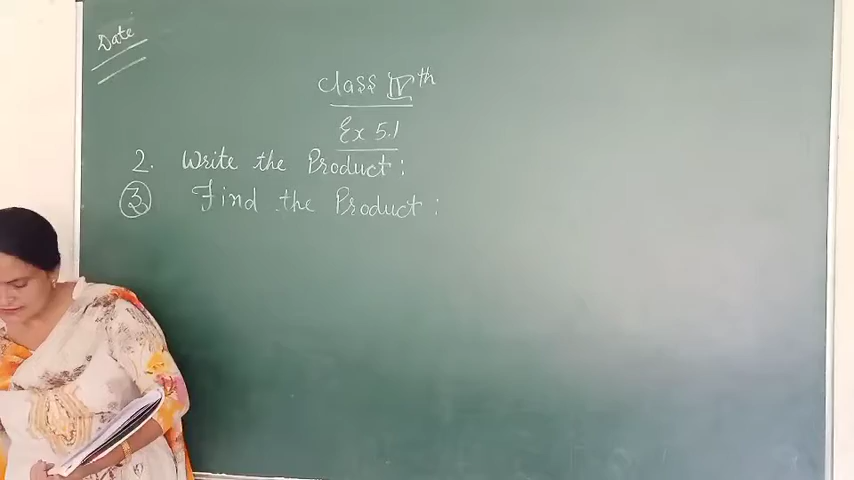 Date
Class IVth
Ex 5.1
2. Write the Product:
3 Find the Product: